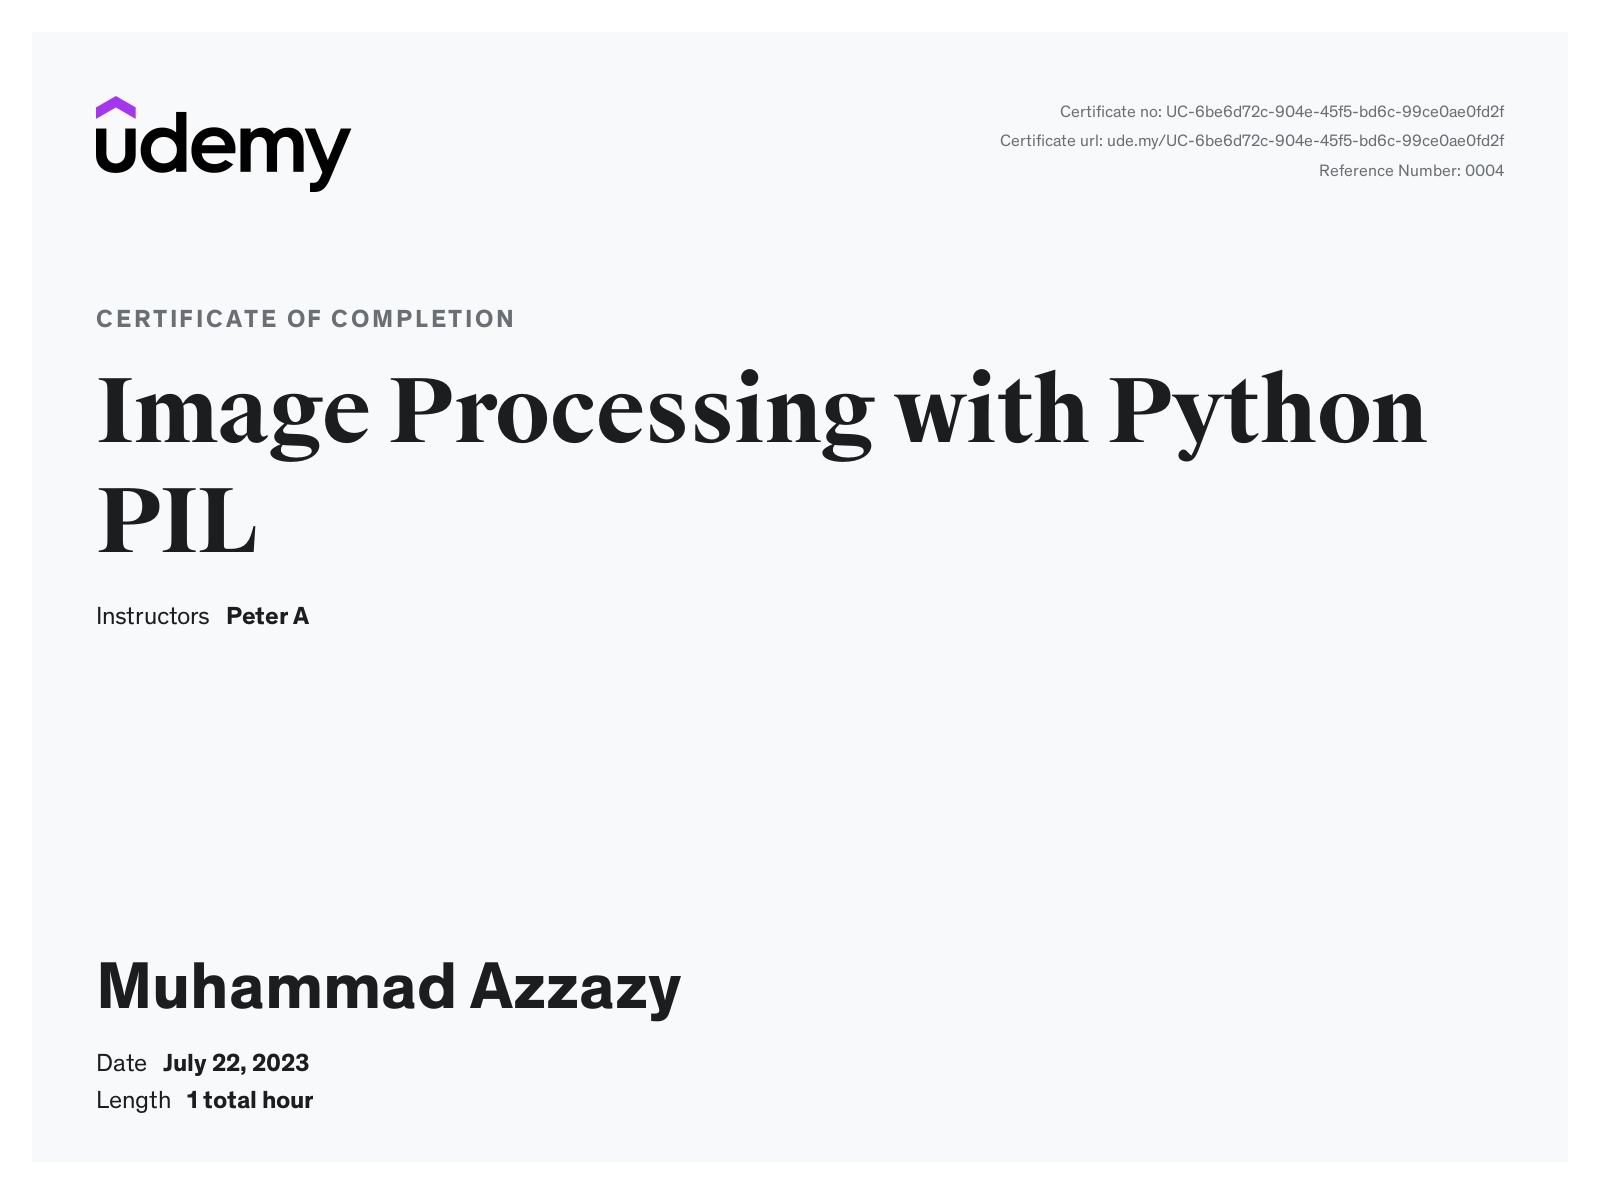 udemy
Certificate no: UC-6be6d72c-904e-45f5-bd6c-99ce0ae0fd2f
Certificate url: ude.my/UC-6be6d72c-904e-45f5-bd6c-99ce0ae0fd2f
Reference Number: 0004
CERTIFICATE OF COMPLETION
Image Processing with Python
PIL
Instructors Peter A
Muhammad Azzazy
Date July 22, 2023
Length 1 total hour